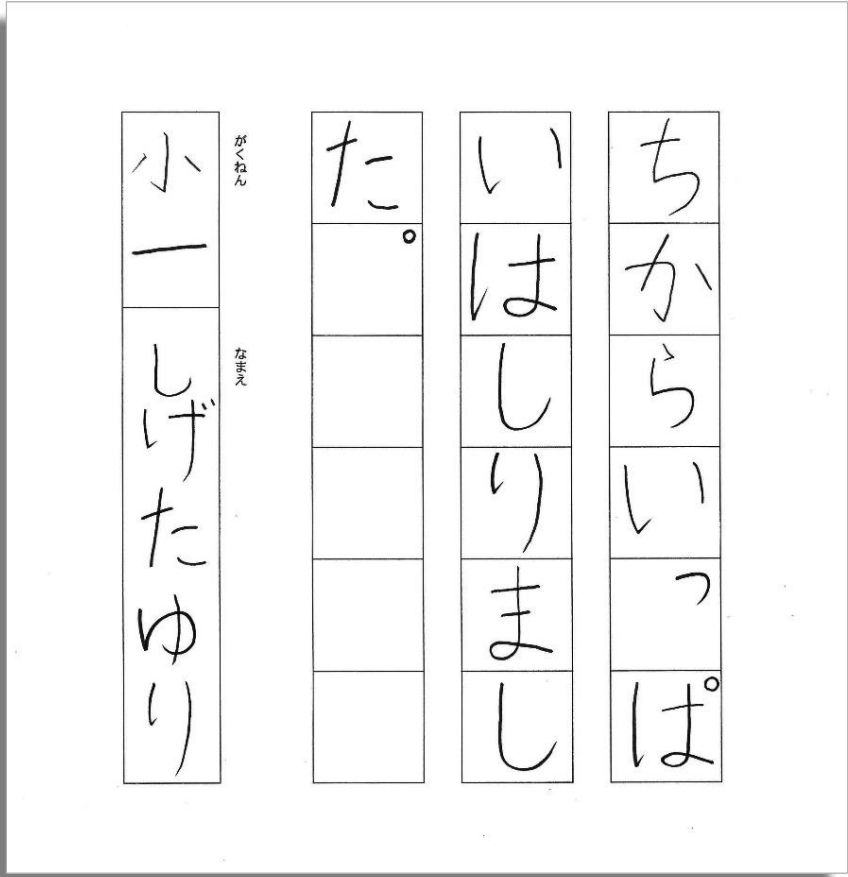 ちからいっぱ
いはしりまし
た。
がくねん
小一
なまえ
しげたゆり